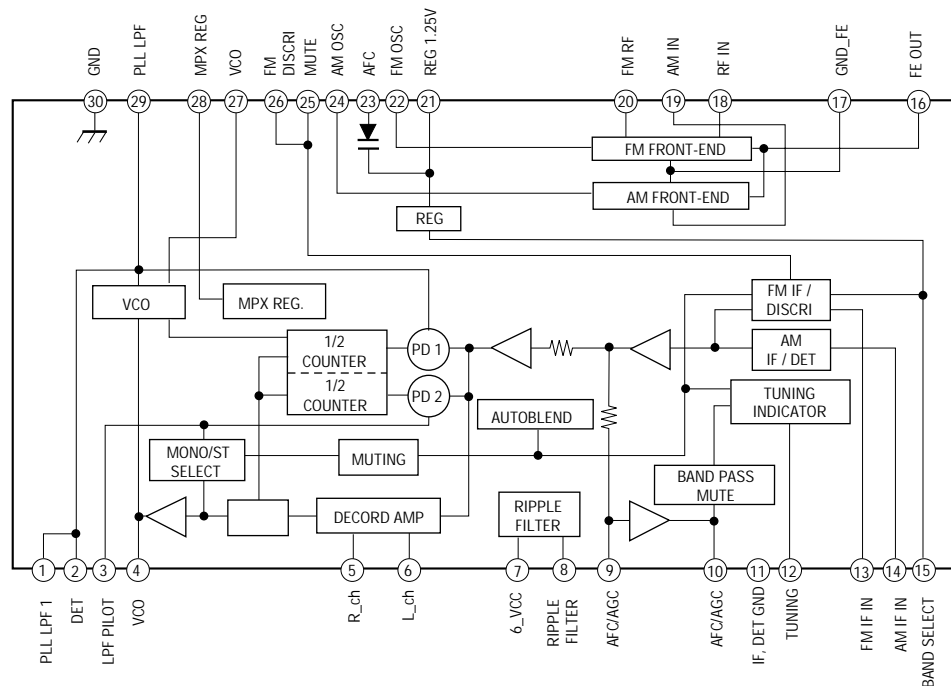 GND
PLL LPF
MPX REG
VCO
FM
DISCRI
MUTE
AM OSC
AFC
FM OSC
REG 1.25V
FM RF
AM IN
RF IN
GND_FE
FE OUT
30
29
28
27
26
25
24
23
22
21
20
19
18
17
16
FM FRONT-END
AM FRONT-END
REG
VCO
MPX REG.
FM IF /
DISCRI
1/2
COUNTER
1/2
COUNTER
PD 1
PD 2
AM
IF / DET
TUNING
INDICATOR
AUTOBLEND
MONO/ST
SELECT
MUTING
BAND PASS
MUTE
RIPPLE
FILTER
DECORD AMP
1
2
3
4
5
6
7
8
9
10
11
12
13
14
15
PLL LPF 1
DET
LPF PILOT
VCO
R_ch
L_ch
6_VCC
RIPPLE
FILTER
AFC/AGC
AFC/AGC
IF, DET GND
TUNING
FM IF IN
AM IF IN
BAND SELECT